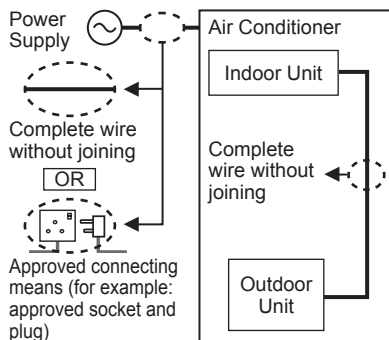 Power
Supply
Complete wire
without joining
OR
Approved connecting
means (for example:
approved socket and
plug)
Air Conditioner
Indoor Unit
Complete
wire without
joining
Outdoor
Unit